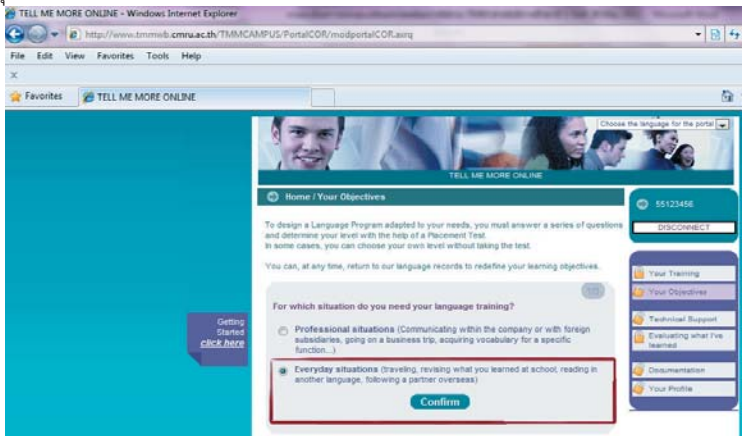 TELL ME MORE ONLINE - Windows Internet Explorer
http://www.tmmweb.cmru.ac.th/TMMCAMPUS/PortalCOR/modportalCOR.axrq
File Edit View Favorites Tools Help
x
Favorites TELL ME MORE ONLINE
Choose the language for the portal
TELL ME MORE ONLINE
Home / Your Objectives
55123456
DISCONNECT
To design a Language Program adapted to your needs, you must answer a series of questions
and determine your level with the help of a Placement Test.
In some cases, you can choose your own level without taking the test.
You can, at any time, return to our language records to redefine your learning objectives.
Your Training
Your Objectives
Technical Support
Evaluating what I've
learned
Documentation
Your Profile
Getting
Started
click here
For which situation do you need your language training?
Professional situations (Communicating within the company or with foreign
subsidiaries, going on a business trip, acquiring vocabulary for a specific
function...)
Everyday situations (traveling, revising what you learned at school, reading in
another language, following a partner overseas)
Confirm